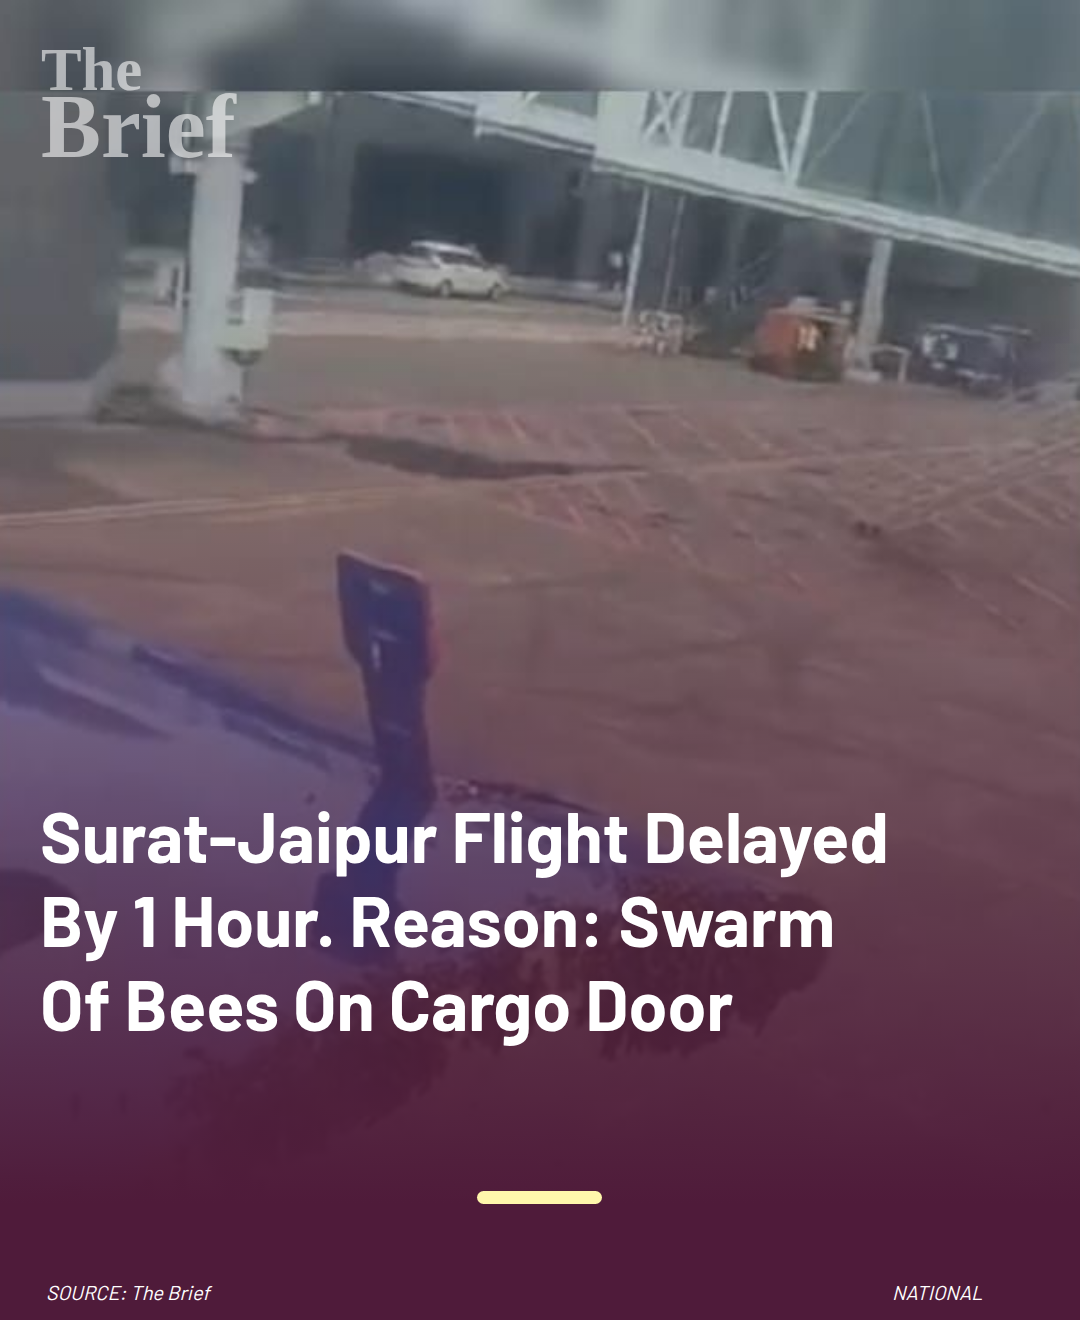 The
Brief
Surat-Jaipur Flight Delayed
By 1 Hour. Reason: Swarm
Of Bees On Cargo Door
SOURCE: The Brief
NATIONAL